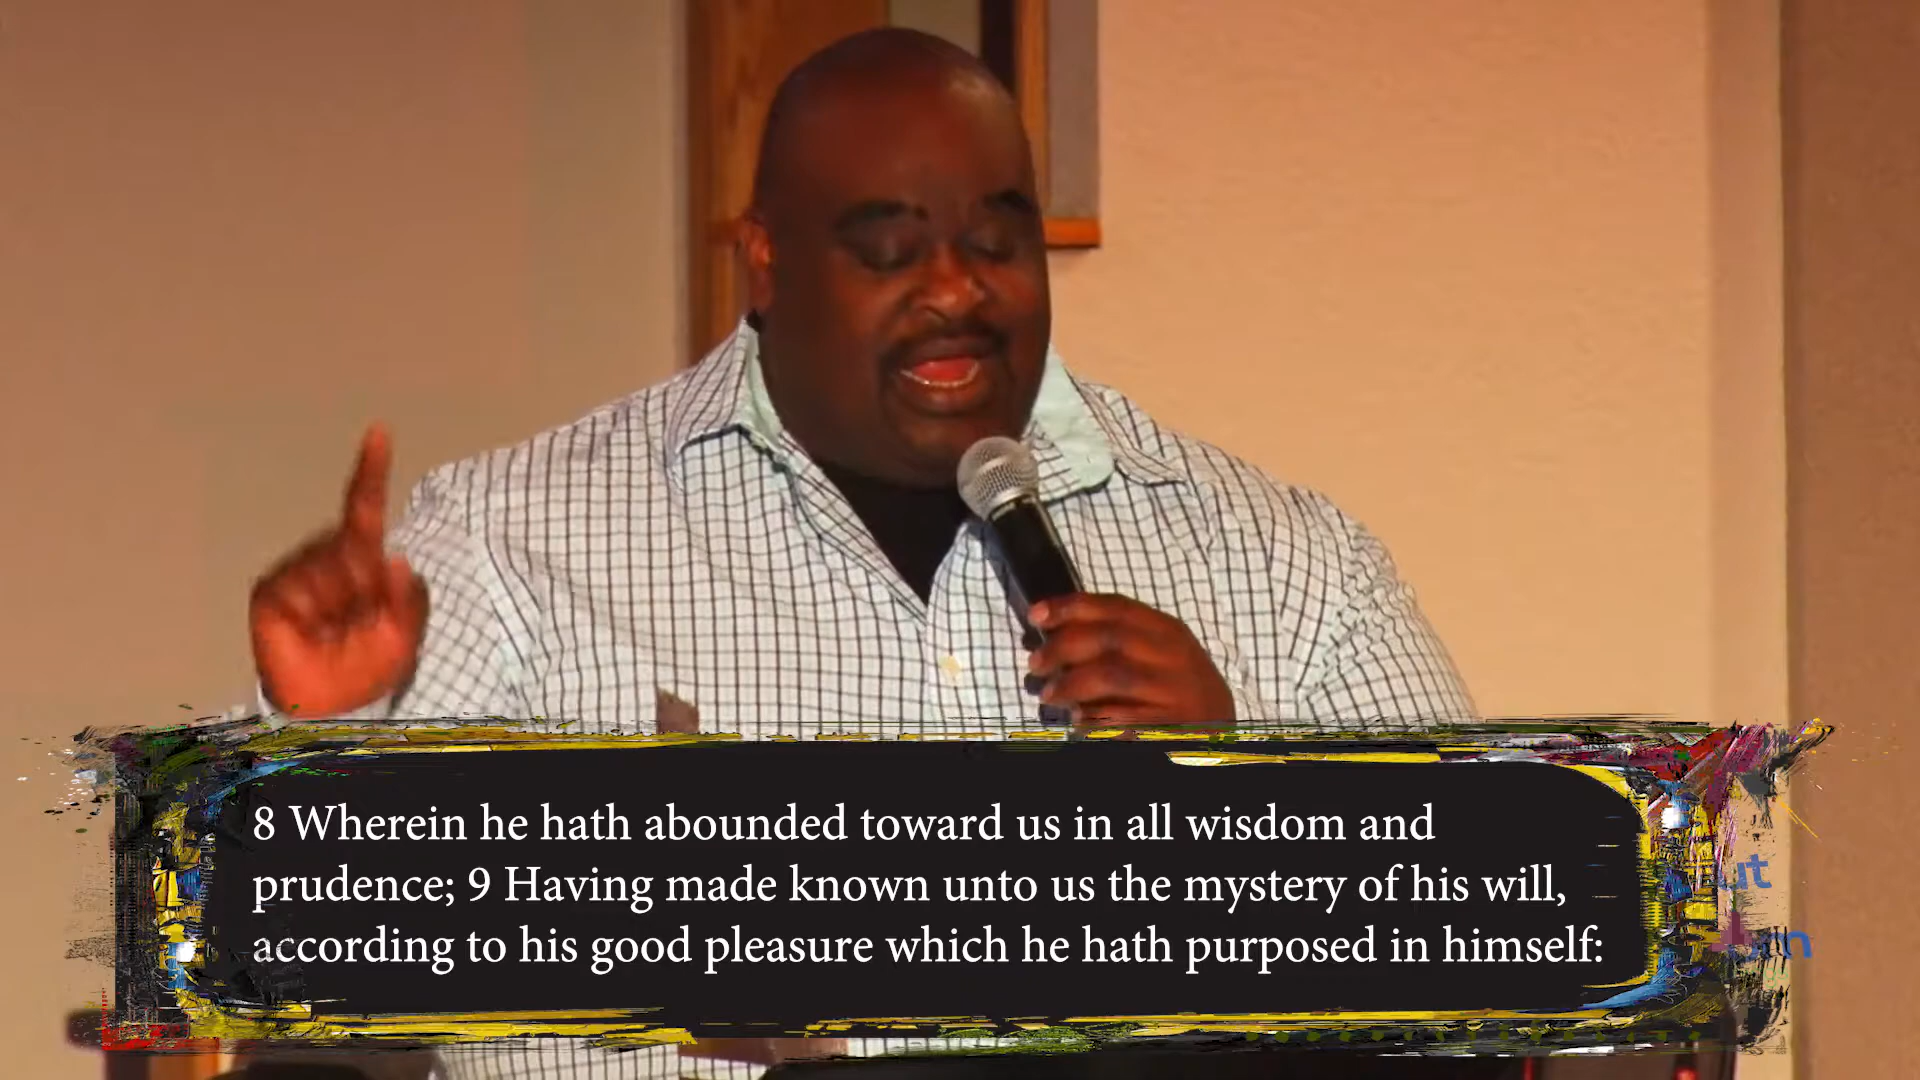 8 Wherein he hath abounded toward us in all wisdom and
prudence; 9 Having made known unto us the mystery of his will,
according to his good pleasure which he hath purposed in himself: